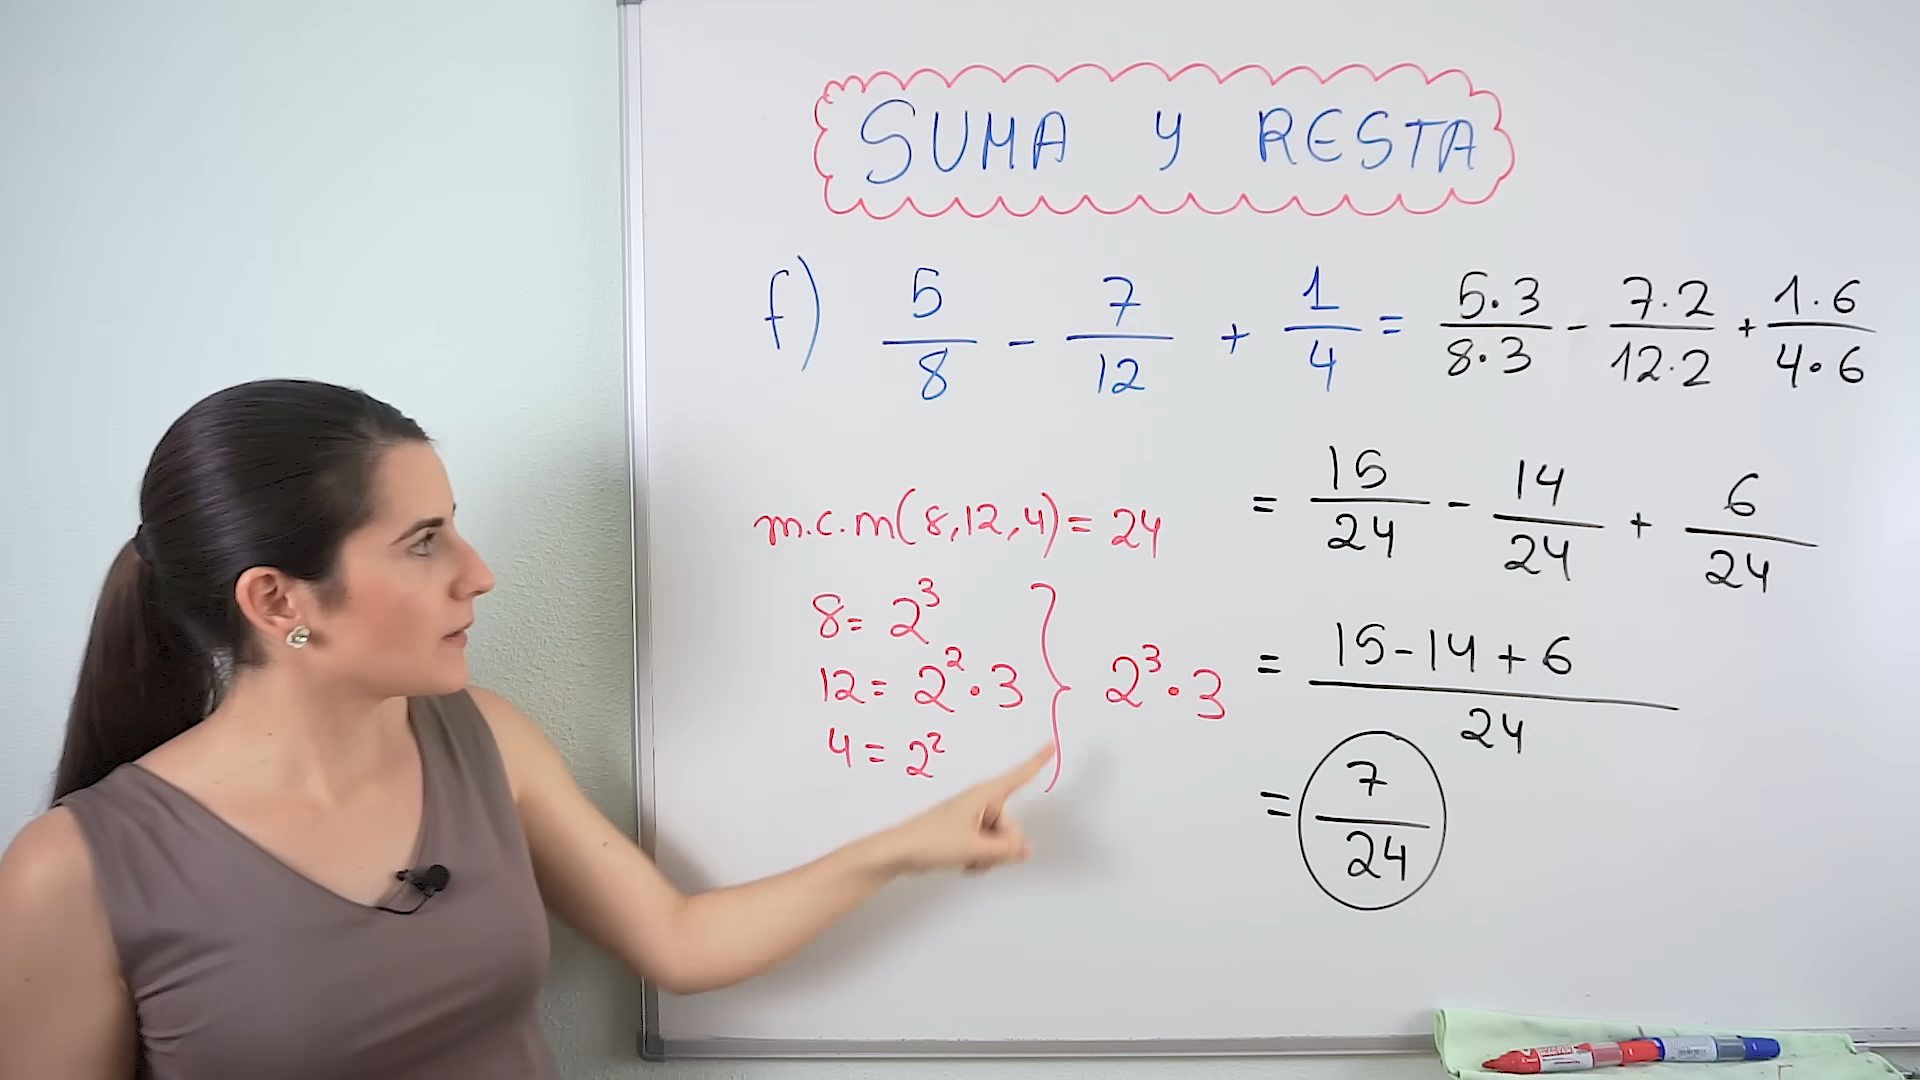 SUMA Y RESTA
f) 5/8 - 7/12 + 1/4 = 5·3/8·3 - 7·2/12·2 + 1·6/4·6
= 15/24 - 14/24 + 6/24
m.c.m(8,12,4) = 24
8 = 2³
12 = 2²·3
4 = 2²
} 2³·3
= 15-14+6/24
= 7/24